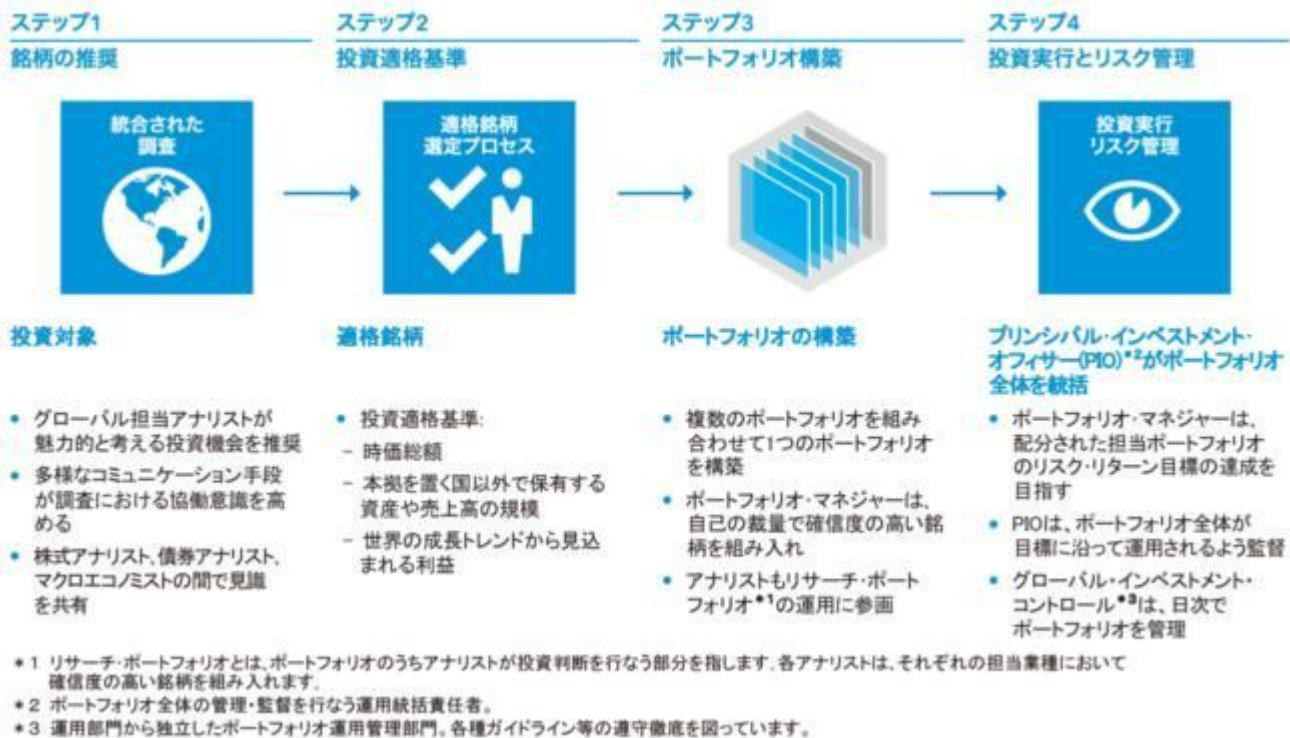 ステップ1
銘柄の推奨
統合された
調査
投資対象
• グローバル担当アナリストが
魅力的と考える投資機会を推奨
• 多様なコミュニケーション手段
が調査における協働意識を高
める
• 株式アナリスト、債券アナリスト、
マクロエコノミストの間で見識
を共有
ステップ2
投資適格基準
適格銘柄
選定プロセス
適格銘柄
• 投資適格基準:
− 時価総額
− 本拠を置く国以外で保有する
資産や売上高の規模
− 世界の成長トレンドから見込
まれる利益
ステップ3
ポートフォリオ構築
ポートフォリオの構築
• 複数のポートフォリオを組み
合わせて1つのポートフォリオ
を構築
• ポートフォリオ・マネジャーは、
自己の裁量で確信度の高い銘
柄を組み入れ
• アナリストもリサーチ・ポート
フォリオ*1の運用に参画
ステップ4
投資実行とリスク管理
投資実行
リスク管理
プリンシパル・インベストメント・
オフィサー(PIO)*2がポートフォリオ
全体を統括
• ポートフォリオ・マネジャーは、
配分された担当ポートフォリオ
のリスク・リターン目標の達成を
目指す
• PIOは、ポートフォリオ全体が
目標に沿って運用されるよう監督
• グローバル・インベストメント・
コントロール*3は、日次で
ポートフォリオを管理
*1 リサーチ・ポートフォリオとは、ポートフォリオのうちアナリストが投資判断を行なう部分を指します。各アナリストは、それぞれの担当業種において
確信度の高い銘柄を組み入れます。
*2 ポートフォリオ全体の管理・監督を行なう運用統括責任者。
*3 運用部門から独立したポートフォリオ運用管理部門。各種ガイドライン等の遵守徹底を図っています。